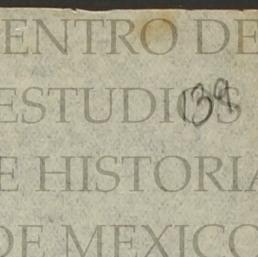 ENTRO DE
ESTUDIOS
139.
E HISTORIA
DE MEXICO